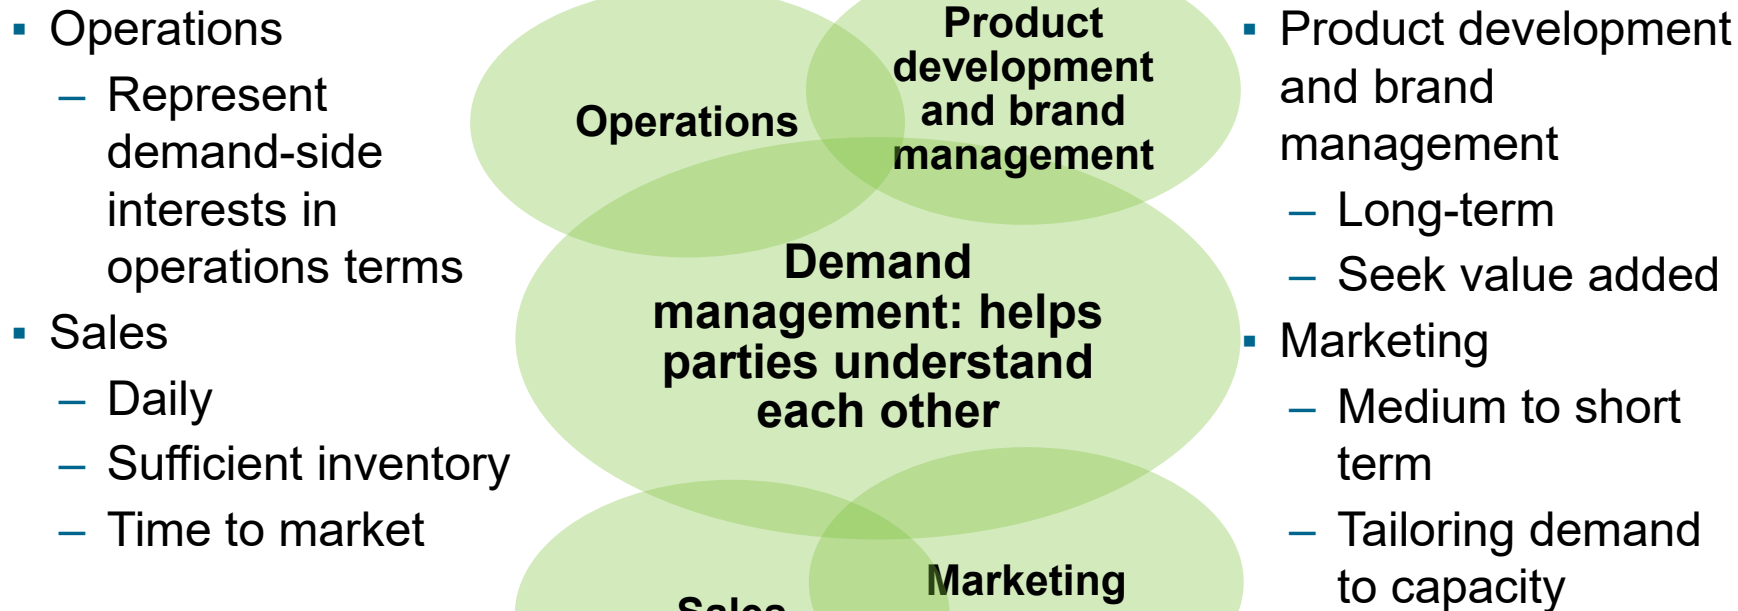 ▪ Operations
– Represent
demand-side
interests in
operations terms
▪ Sales
– Daily
– Sufficient inventory
– Time to market
Operations
Product
development
and brand
management
Demand
management: helps
parties understand
each other
Sales
Marketing
▪ Product development
and brand
management
– Long-term
– Seek value added
▪ Marketing
– Medium to short
term
– Tailoring demand
to capacity